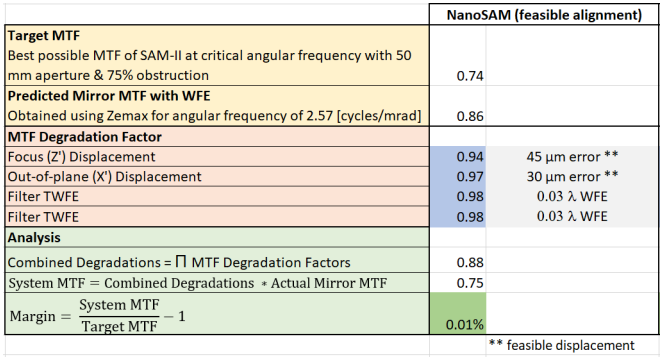 NanoSAM (feasible alignment)
Target MTF
Best possible MTF of SAM-II at critical angular frequency with 50
mm aperture & 75% obstruction 0.74
Predicted Mirror MTF with WFE
Obtained using Zemax for angular frequency of 2.57 [cycles/mrad] 0.86
MTF Degradation Factor
Focus (Z') Displacement 0.94 45 μm error **
Out-of-plane (X') Displacement 0.97 30 μm error **
Filter TWFE 0.98 0.03 λ WFE
Filter TWFE 0.98 0.03 λ WFE
Analysis
Combined Degradations = ∏ MTF Degradation Factors 0.88
System MTF = Combined Degradations * Actual Mirror MTF 0.75
Margin = System MTF / Target MTF − 1 0.01%
** feasible displacement